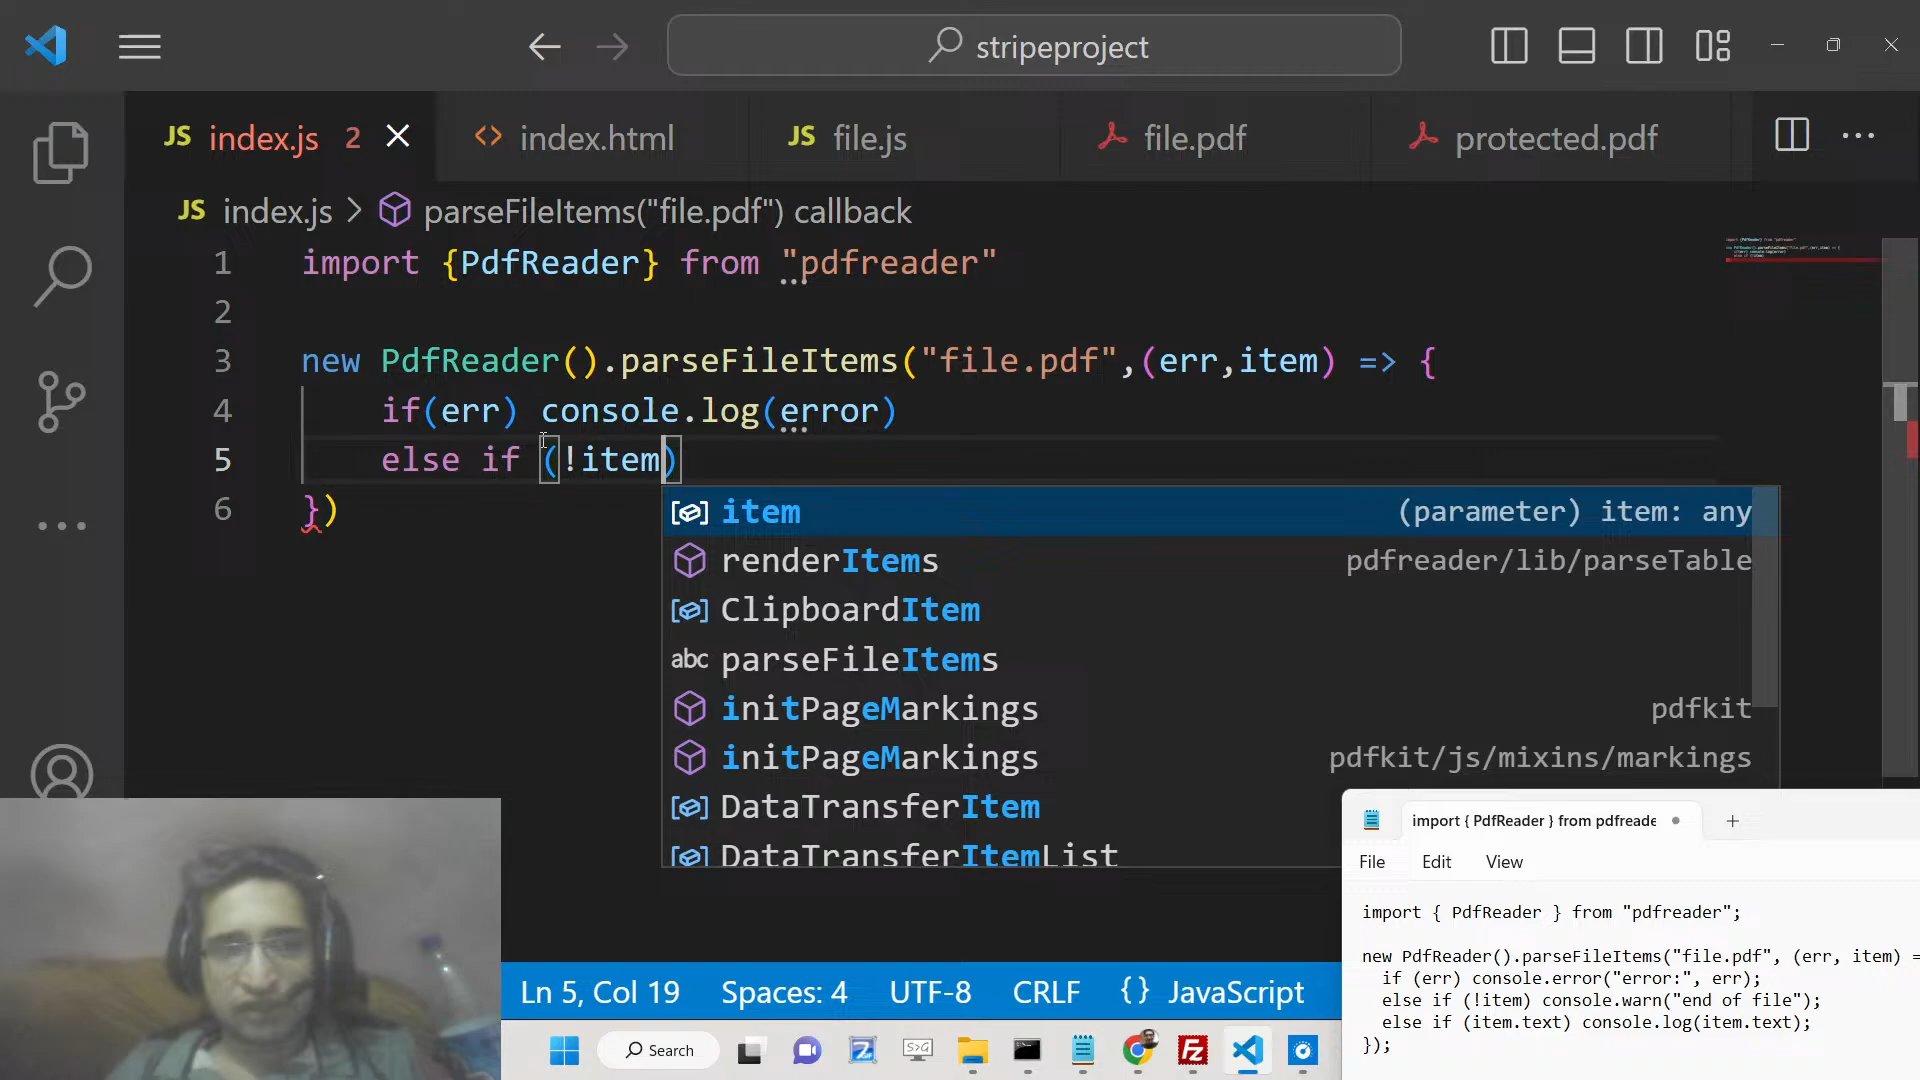 stripeproject
JS index.js 2
<> index.html
JS file.js
file.pdf
protected.pdf
JS index.js > parseFileItems("file.pdf") callback
1 import {PdfReader} from "pdfreader"
2
3 new PdfReader().parseFileItems("file.pdf",(err,item) => {
4 if(err) console.log(error)
5 else if (!item)
6 })
item (parameter) item: any
renderItems pdfreader/lib/parseTable
ClipboardItem
abc parseFileItems
initPageMarkings pdfkit
initPageMarkings pdfkit/js/mixins/markings
DataTransferItem
DataTransferItemList
import { PdfReader } from pdfreade
File Edit View
import { PdfReader } from "pdfreader";
new PdfReader().parseFileItems("file.pdf", (err, item) =
if (err) console.error("error:", err);
else if (!item) console.warn("end of file");
else if (item.text) console.log(item.text);
});
Ln 5, Col 19 Spaces: 4 UTF-8 CRLF {} JavaScript
Search